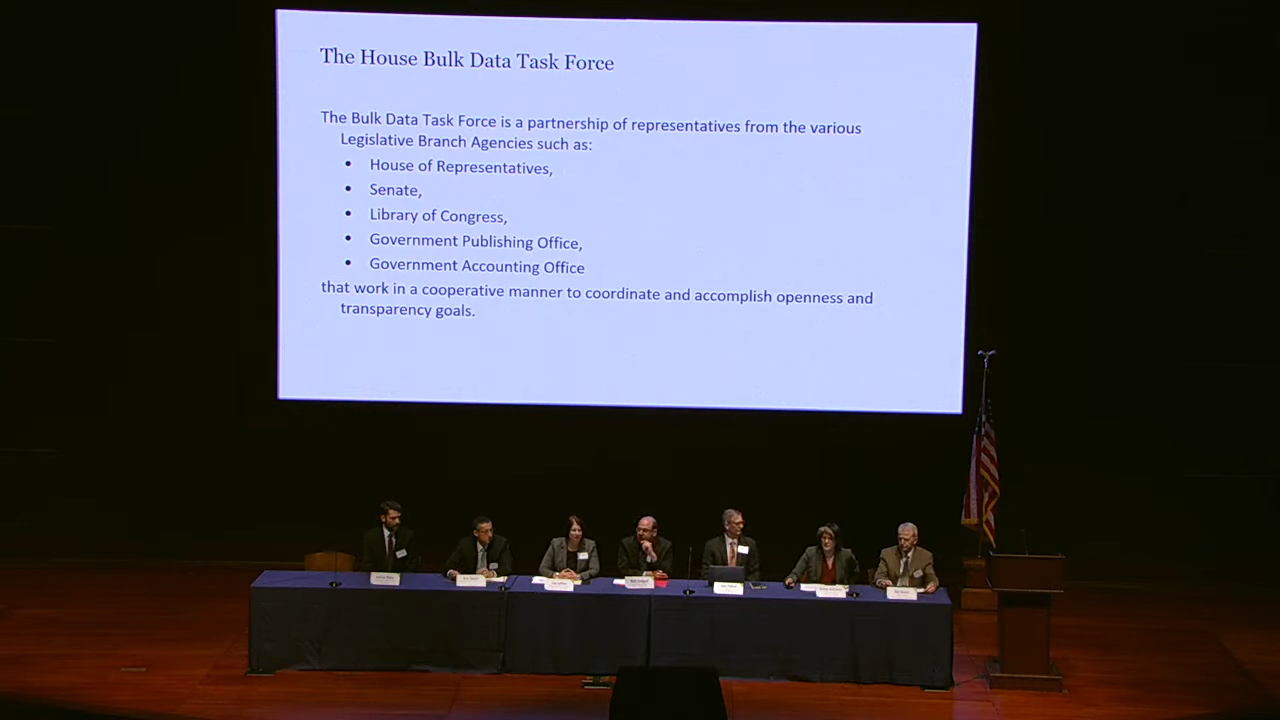 The House Bulk Data Task Force
The Bulk Data Task Force is a partnership of representatives from the various
Legislative Branch Agencies such as:
• House of Representatives,
• Senate,
• Library of Congress,
• Government Publishing Office,
• Government Accounting Office
that work in a cooperative manner to coordinate and accomplish openness and
transparency goals.